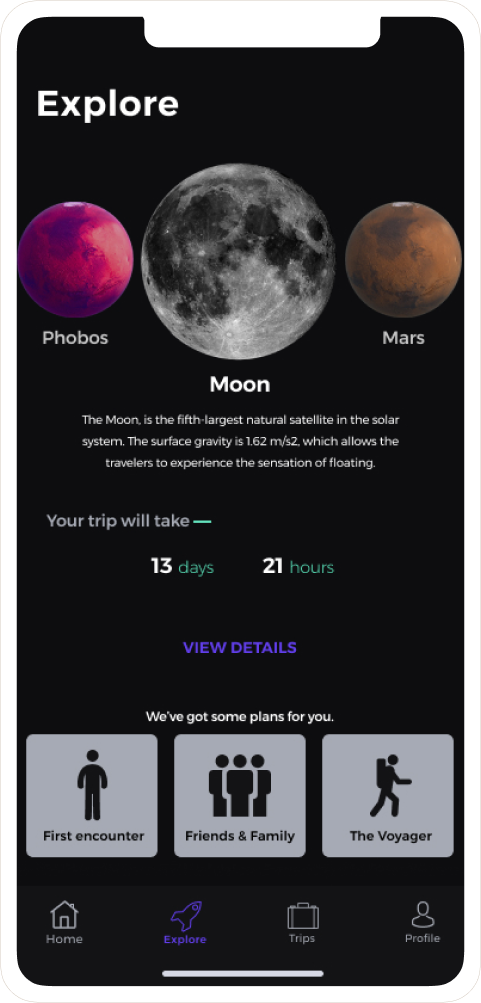 Explore
Phobos
Mars
Moon
The Moon, is the fifth-largest natural satellite in the solar
system. The surface gravity is 1.62 m/s2, which allows the
travelers to experience the sensation of floating.
Your trip will take —
13 days 21 hours
VIEW DETAILS
We've got some plans for you.
First encounter
Friends & Family
The Voyager
Home
Explore
Trips
Profile